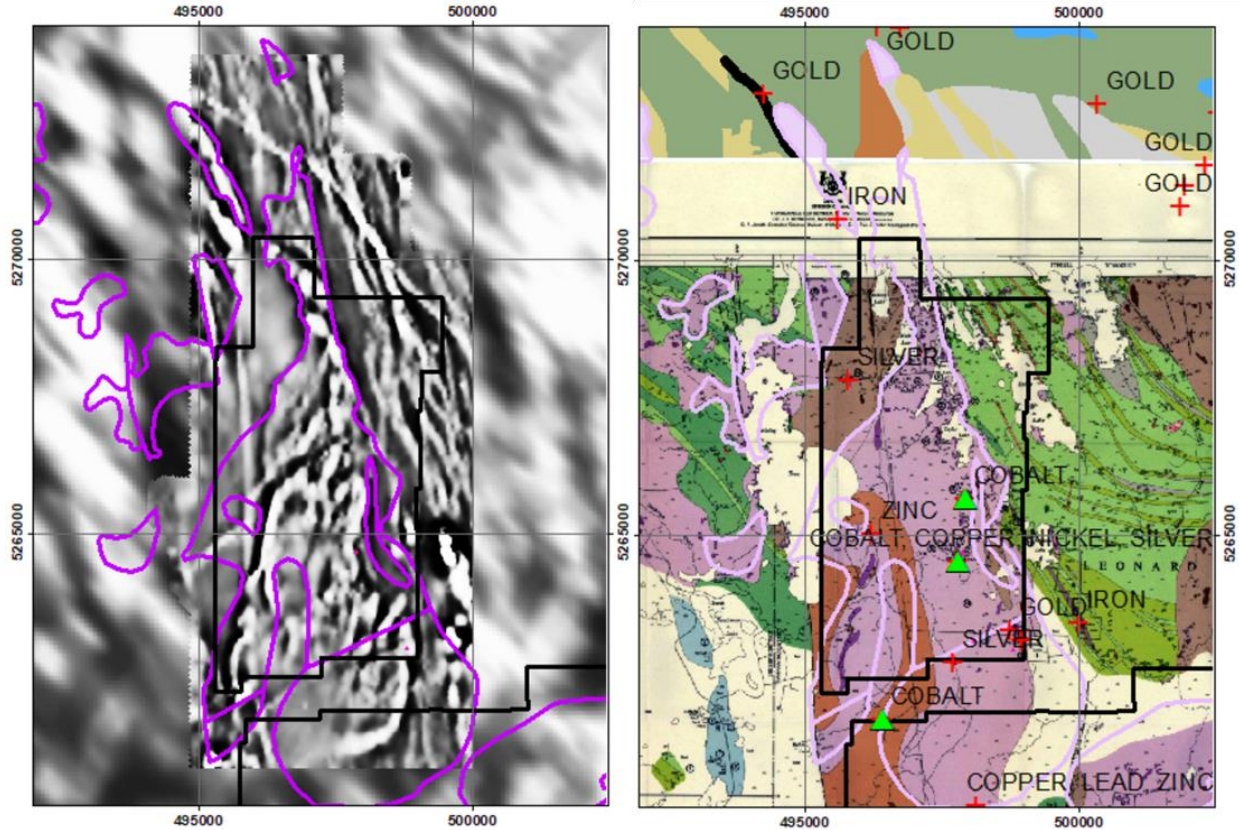 495000 500000 495000 500000
GOLD
GOLD
GOLD
GOLD
GOLD
IRON
5270000 5270000
SILVER
COBALT
ZINC
5265000 5265000
COBALT, COPPER, NICKEL, SILVER
LEONARD
GOLD IRON
SILVER
COBALT
COPPER, LEAD, ZINC
495000 500000 495000 500000